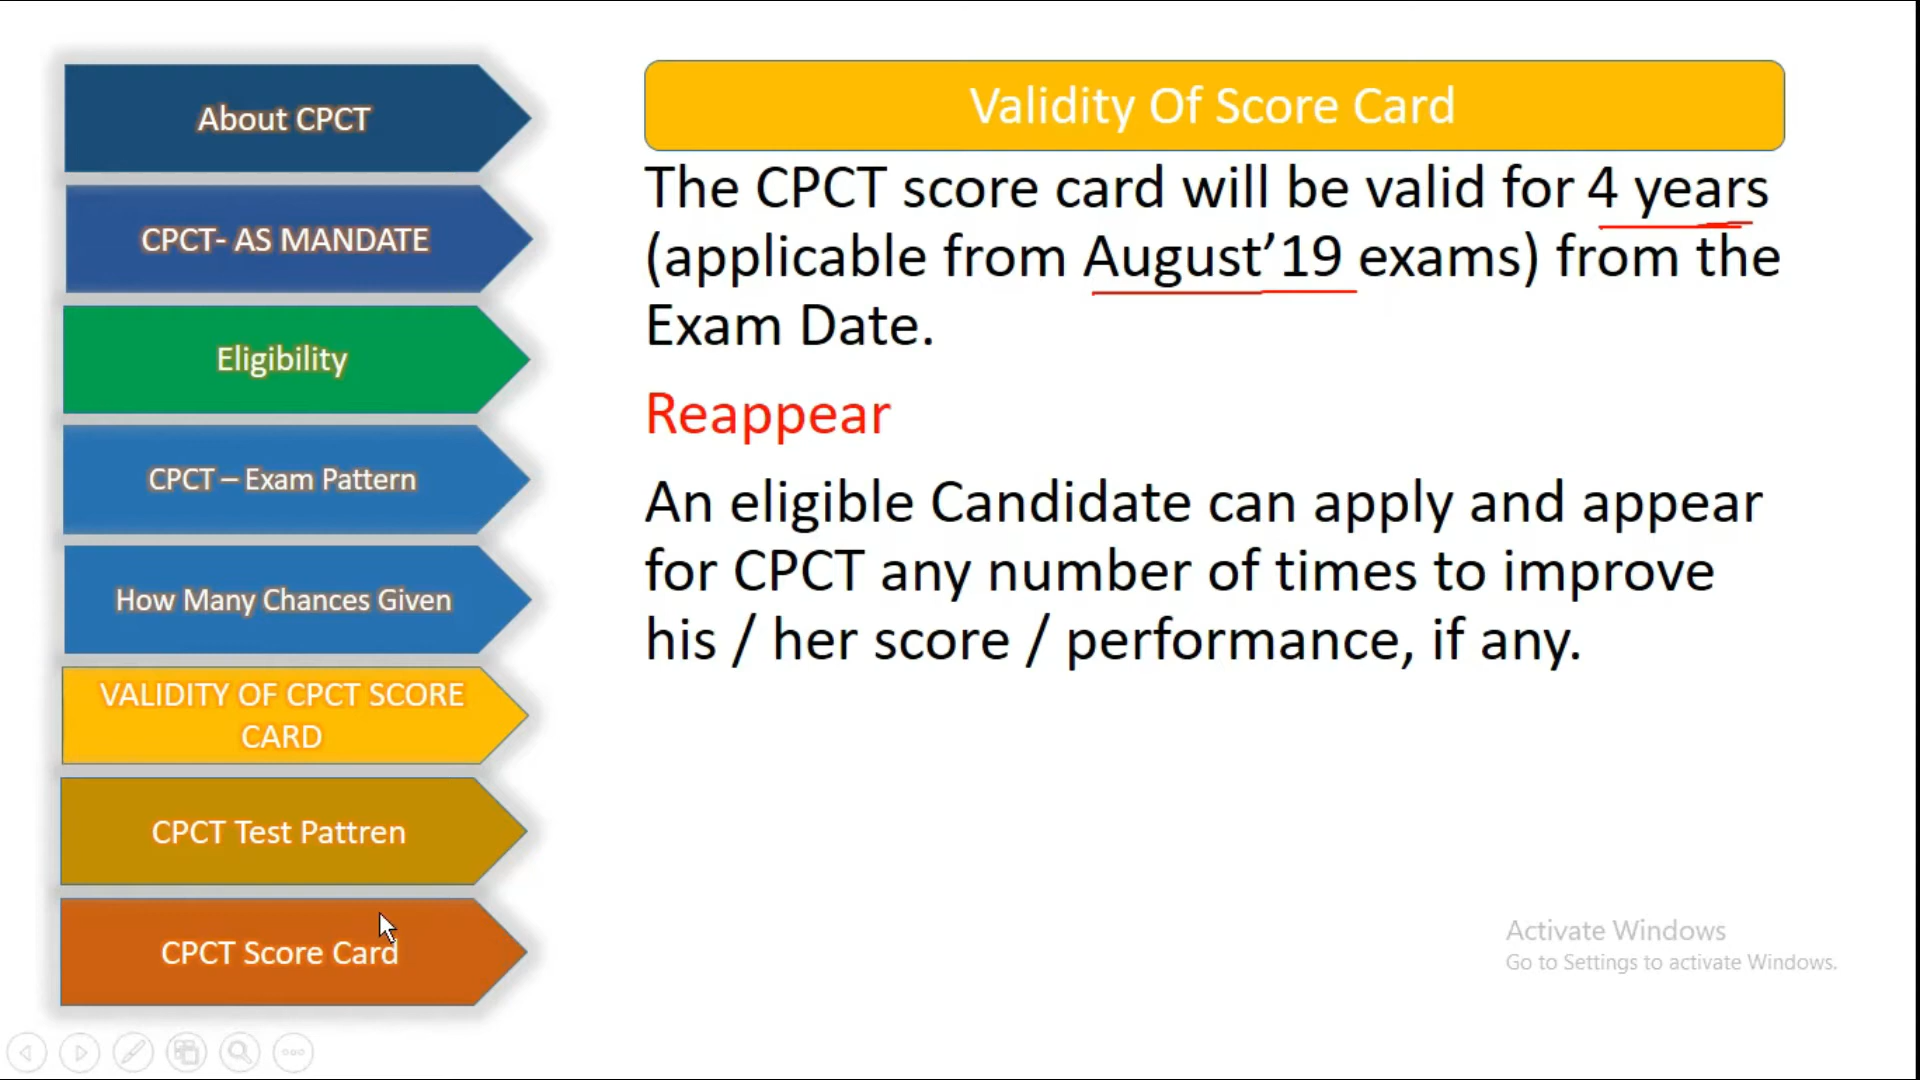 About CPCT
CPCT- AS MANDATE
Eligibility
CPCT – Exam Pattern
How Many Chances Given
VALIDITY OF CPCT SCORE
CARD
CPCT Test Pattren
CPCT Score Card
Validity Of Score Card
The CPCT score card will be valid for 4 years
(applicable from August’19 exams) from the
Exam Date.
Reappear
An eligible Candidate can apply and appear
for CPCT any number of times to improve
his / her score / performance, if any.
Activate Windows
Go to Settings to activate Windows.